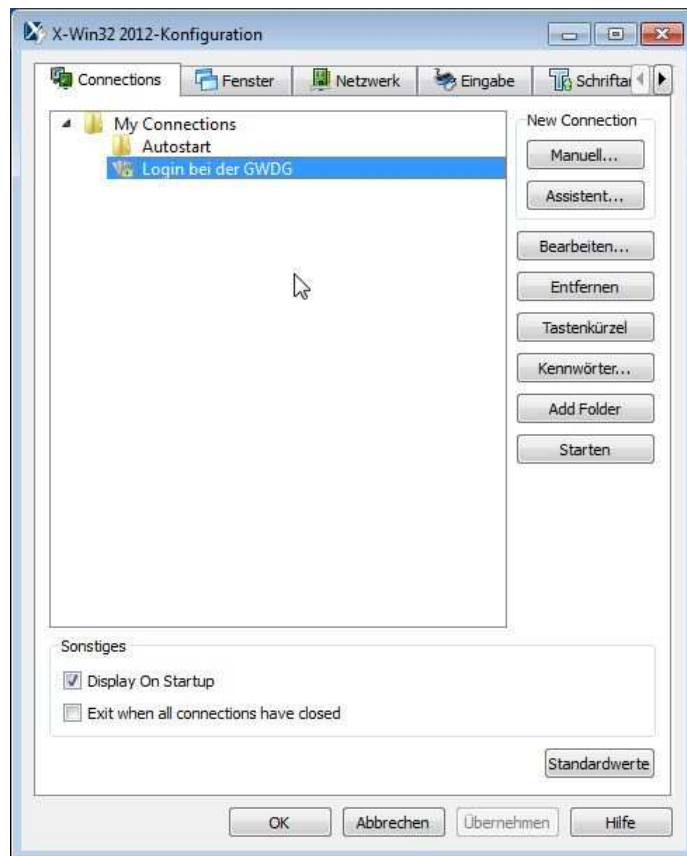 X-Win32 2012-Konfiguration
Connections
Fenster
Netzwerk
Eingabe
Schriftar
My Connections
Autostart
Login bei der GWDG
New Connection
Manuell...
Assistent...
Bearbeiten...
Entfernen
Tastenkürzel
Kennwörter...
Add Folder
Starten
Sonstiges
Display On Startup
Exit when all connections have closed
Standardwerte
OK
Abbrechen
Übernehmen
Hilfe